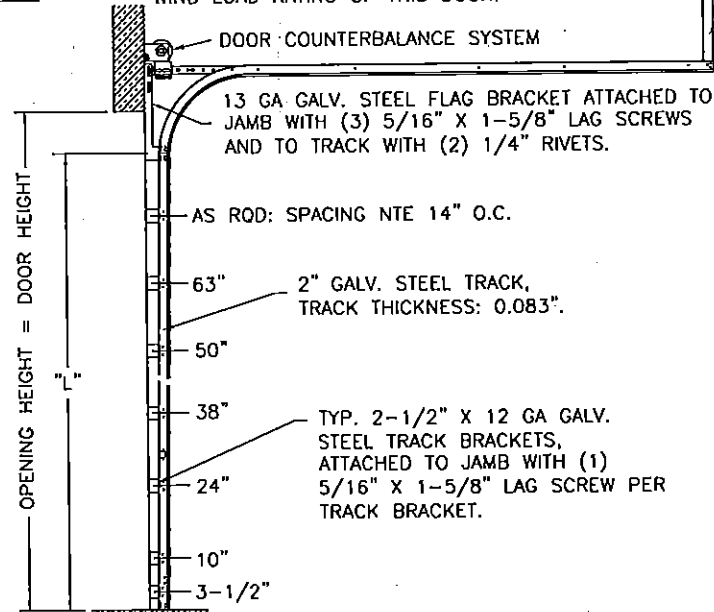 WIND LOAD RATING OF THIS DOOR.
DOOR COUNTERBALANCE SYSTEM
13 GA GALV. STEEL FLAG BRACKET ATTACHED TO
JAMB WITH (3) 5/16" X 1-5/8" LAG SCREWS
AND TO TRACK WITH (2) 1/4" RIVETS.
AS RQD: SPACING NTE 14" O.C.
63"
2" GALV. STEEL TRACK,
TRACK THICKNESS: 0.083".
50"
OPENING HEIGHT = DOOR HEIGHT
"L"
38"
TYP. 2-1/2" X 12 GA GALV.
STEEL TRACK BRACKETS,
ATTACHED TO JAMB WITH (1)
5/16" X 1-5/8" LAG SCREW PER
TRACK BRACKET.
24"
10"
3-1/2"